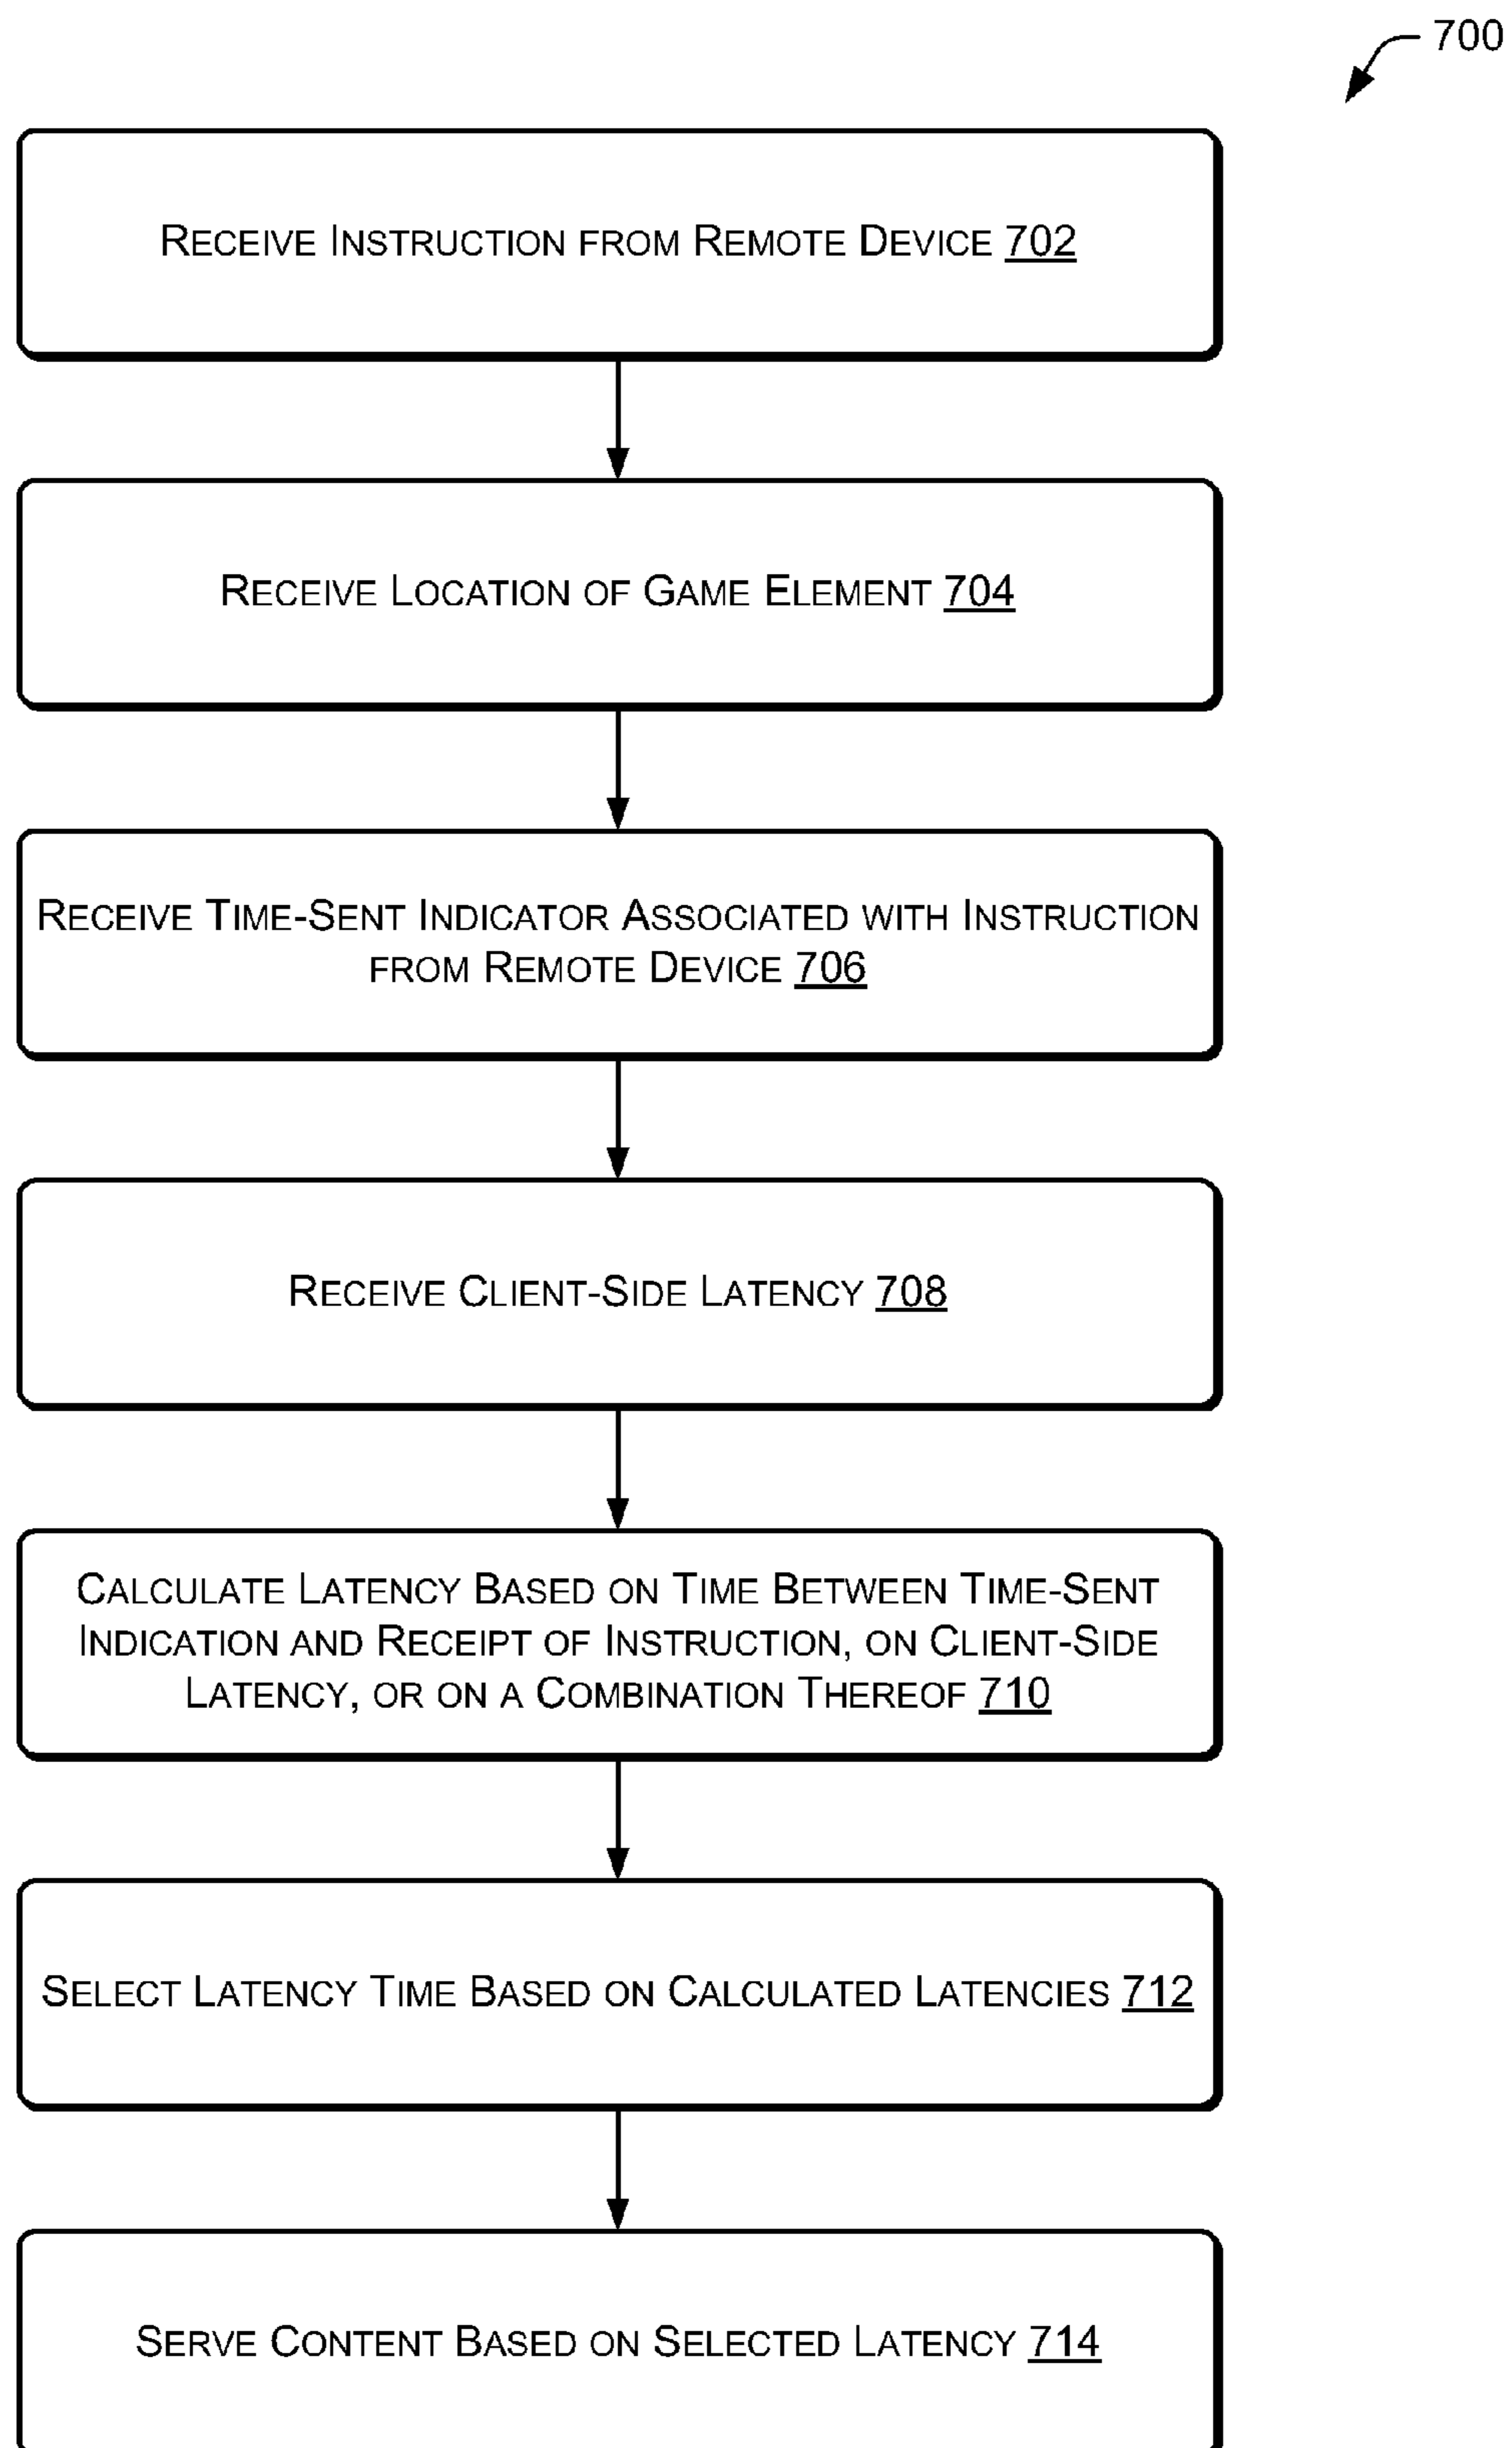 700
RECEIVE INSTRUCTION FROM REMOTE DEVICE 702
RECEIVE LOCATION OF GAME ELEMENT 704
RECEIVE TIME-SENT INDICATOR ASSOCIATED WITH INSTRUCTION
FROM REMOTE DEVICE 706
RECEIVE CLIENT-SIDE LATENCY 708
CALCULATE LATENCY BASED ON TIME BETWEEN TIME-SENT
INDICATION AND RECEIPT OF INSTRUCTION, ON CLIENT-SIDE
LATENCY, OR ON A COMBINATION THEREOF 710
SELECT LATENCY TIME BASED ON CALCULATED LATENCIES 712
SERVE CONTENT BASED ON SELECTED LATENCY 714